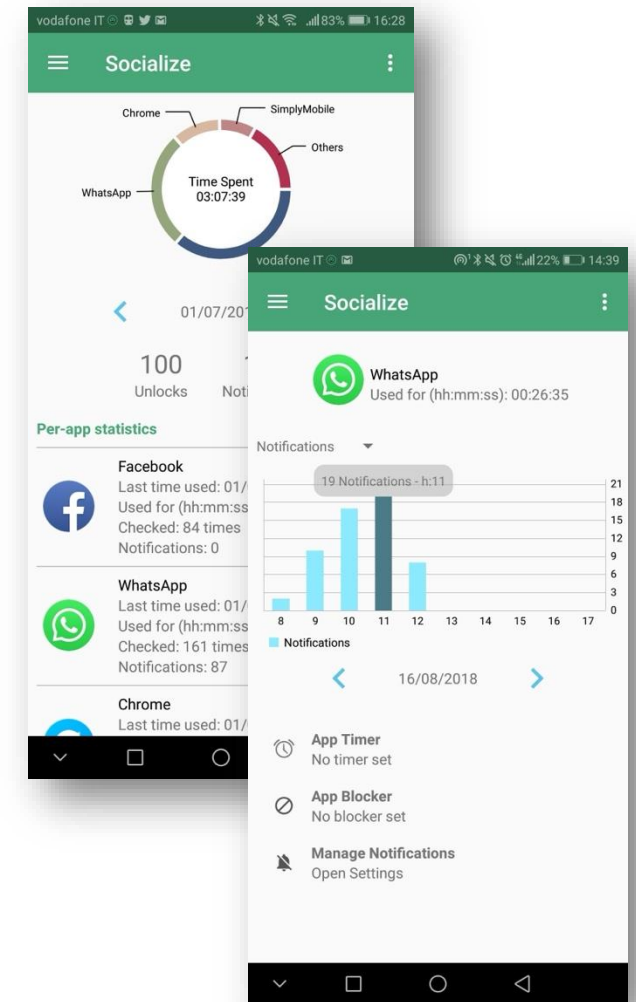 vodafone IT 83% 16:28
Socialize
Chrome
SimplyMobile
Others
WhatsApp
Time Spent
03:07:39
01/07/201
100
Unlocks Noti
Per-app statistics
Facebook
Last time used: 01/
Used for (hh:mm:ss
Checked: 84 times
Notifications: 0
WhatsApp
Last time used: 01/
Used for (hh:mm:ss
Checked: 161 times
Notifications: 87
Chrome
Last time used: 01/
vodafone IT 22% 14:39
Socialize
WhatsApp
Used for (hh:mm:ss): 00:26:35
Notifications
19 Notifications - h:11
21
18
15
12
9
6
3
0
8 9 10 11 12 13 14 15 16 17
Notifications
16/08/2018
App Timer
No timer set
App Blocker
No blocker set
Manage Notifications
Open Settings